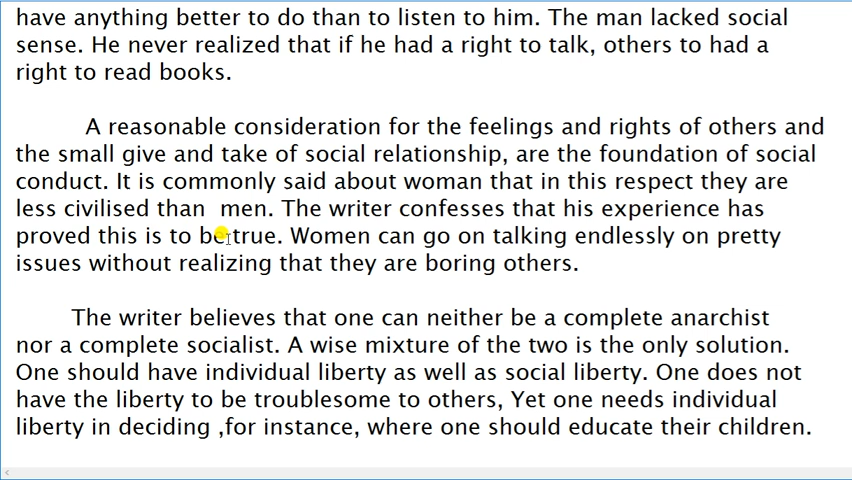 have anything better to do than to listen to him. The man lacked social
sense. He never realized that if he had a right to talk, others to had a
right to read books.
A reasonable consideration for the feelings and rights of others and
the small give and take of social relationship, are the foundation of social
conduct. It is commonly said about woman that in this respect they are
less civilised than  men. The writer confesses that his experience has
proved this is to be true. Women can go on talking endlessly on pretty
issues without realizing that they are boring others.
The writer believes that one can neither be a complete anarchist
nor a complete socialist. A wise mixture of the two is the only solution.
One should have individual liberty as well as social liberty. One does not
have the liberty to be troublesome to others, Yet one needs individual
liberty in deciding ,for instance, where one should educate their children.